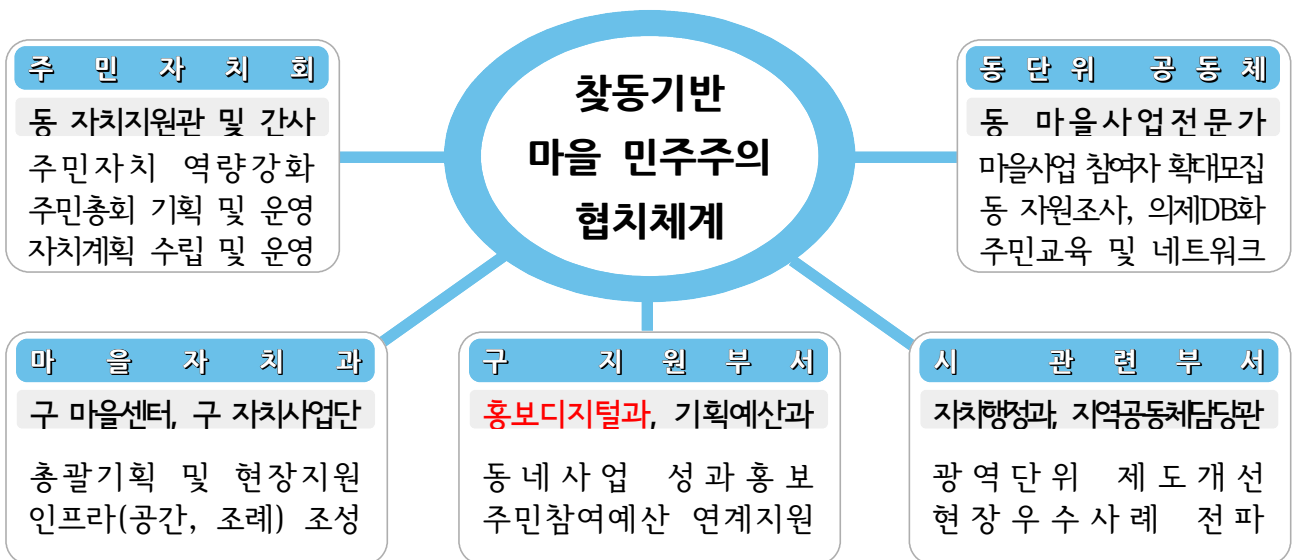 주민자치회
동 자치지원관 및 간사
주민자치 역량강화
주민총회 기획 및 운영
자치계획 수립 및 운영
찾동기반
마을 민주주의
협치체계
동단위 공동체
동 마을사업전문가
마을사업 참여자 확대모집
동 자원조사, 의제DB화
주민교육 및 네트워크
마을자치과
구 마을센터, 구 자치사업단
총괄기획 및 현장지원
인프라(공간, 조례) 조성
구 지원부서
홍보디지털과, 기획예산과
동네사업 성과홍보
주민참여예산 연계지원
시 관련부서
자치행정과, 지역공동체담당관
광역단위 제도개선
현장우수사례 전파